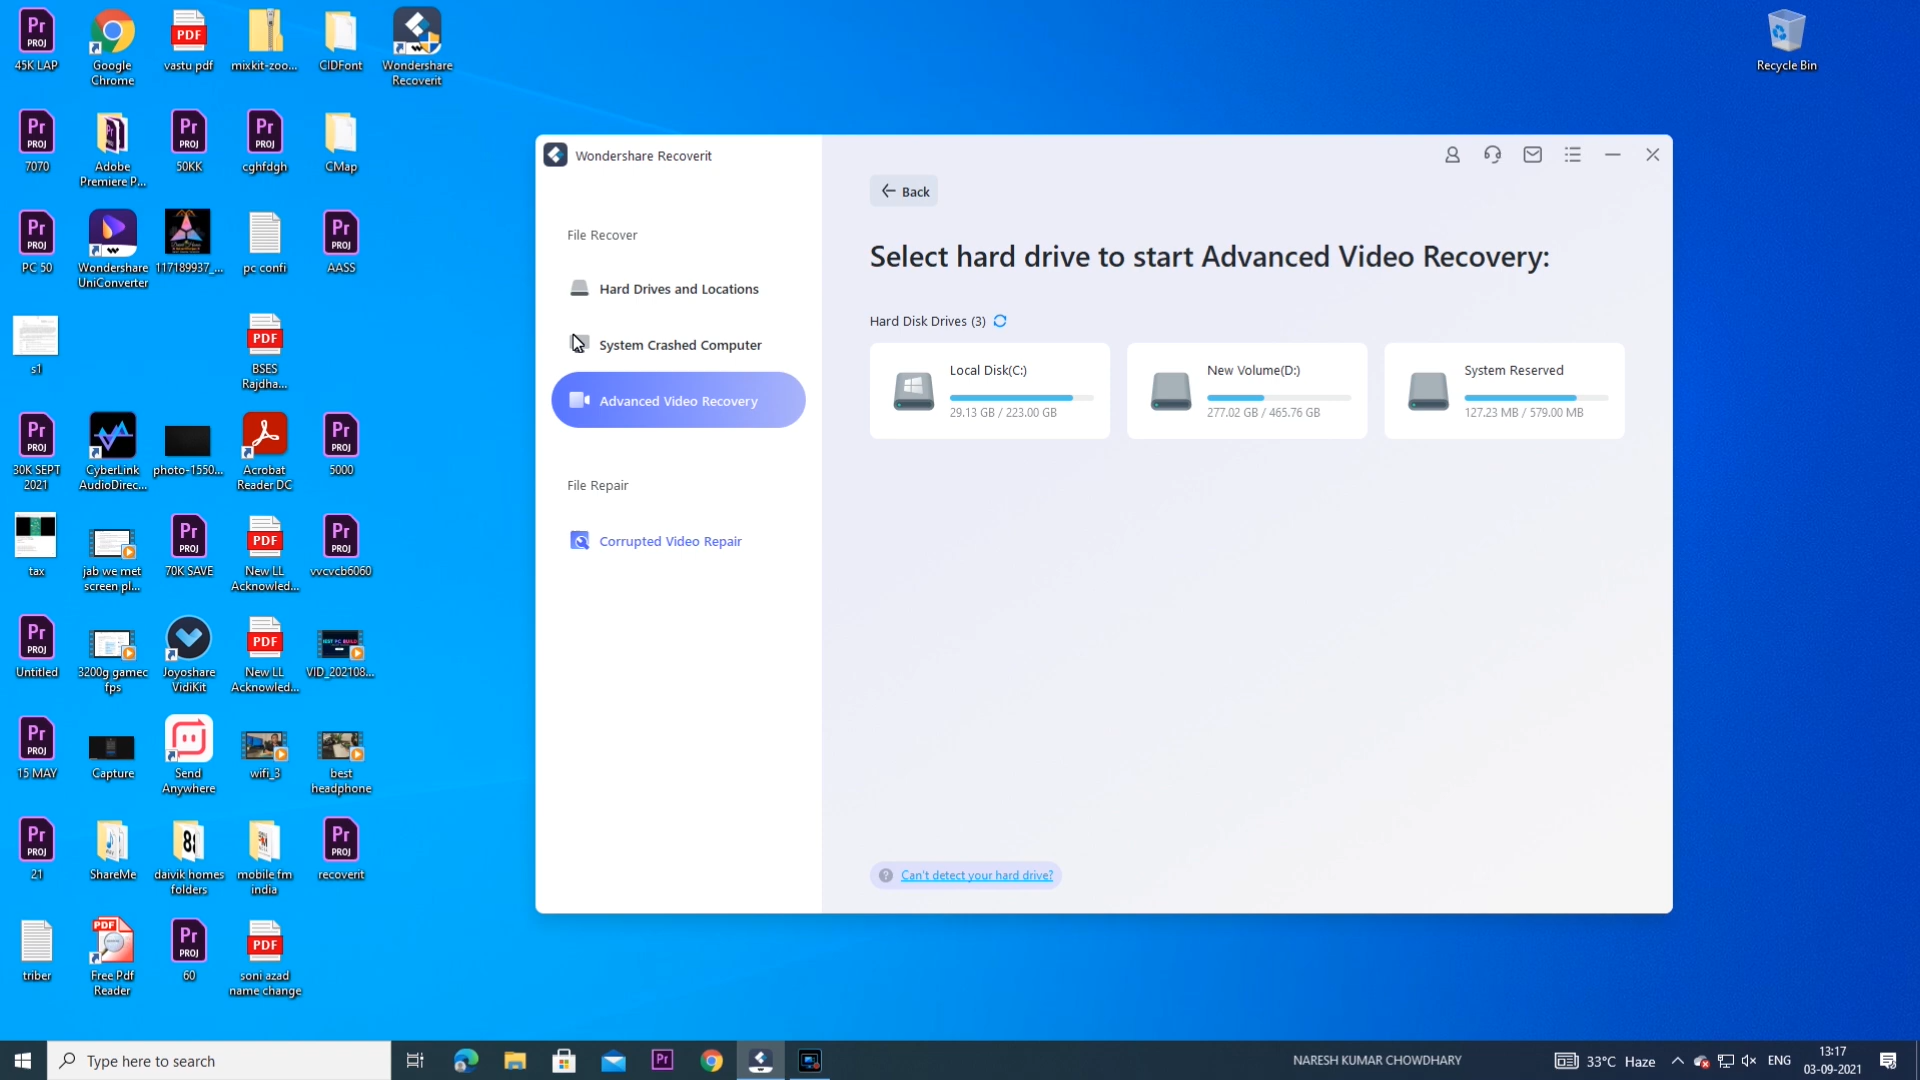 45K LAP
Google
Chrome
vastu pdf
mixkit-zoo...
CIDFont
Wondershare
Recoverit
Recycle Bin
7070
Adobe
Premiere P...
50KK
cghfdgh
CMap
PC 50
Wondershare
UniConverter
117189937_...
pc confi
AASS
s1
BSES
Rajdha...
30K SEPT
2021
CyberLink
AudioDirec...
photo-1550...
Acrobat
Reader DC
5000
tax
jab we met
screen pl...
70K SAVE
New LL
Acknowled...
vvcvcb6060
Untitled
3200g gamec
fps
Joyoshare
VidiKit
New LL
Acknowled...
VID_202108...
15 MAY
Capture
Send
Anywhere
wifi_3
best
headphone
21
ShareMe
daivik homes
folders
mobile fm
india
recoverit
triber
Free Pdf
Reader
60
soni azad
name change
Wondershare Recoverit
File Recover
Hard Drives and Locations
System Crashed Computer
Advanced Video Recovery
File Repair
Corrupted Video Repair
Back
Select hard drive to start Advanced Video Recovery:
Hard Disk Drives (3)
Local Disk(C:)
29.13 GB / 223.00 GB
New Volume(D:)
277.02 GB / 465.76 GB
System Reserved
127.23 MB / 579.00 MB
Can't detect your hard drive?
Type here to search
NARESH KUMAR CHOWDHARY
33°C Haze
ENG
13:17
03-09-2021